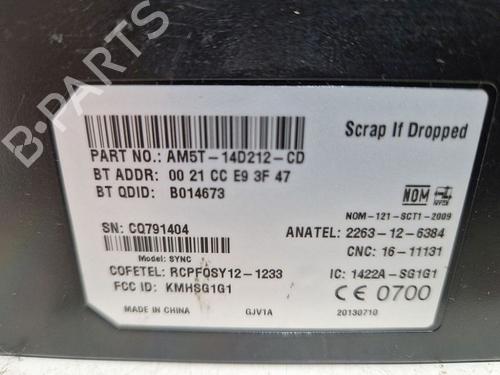 B-PARTS
Scrap If Dropped
PART NO.: AM5T-14D212-CD
BT ADDR: 00 21 CC E9 3F 47
BT QDID: B014673
NOM
NYCE
NOM-121-SCT1-2009
SN: CQ791404
ANATEL: 2263-12-6384
Model: SYNC
CNC: 16-11131
COFETEL: RCPFOSY12-1233
IC: 1422A-SG1G1
FCC ID: KMHSG1G1
CE 0700
MADE IN CHINA
GJV1A
20130710